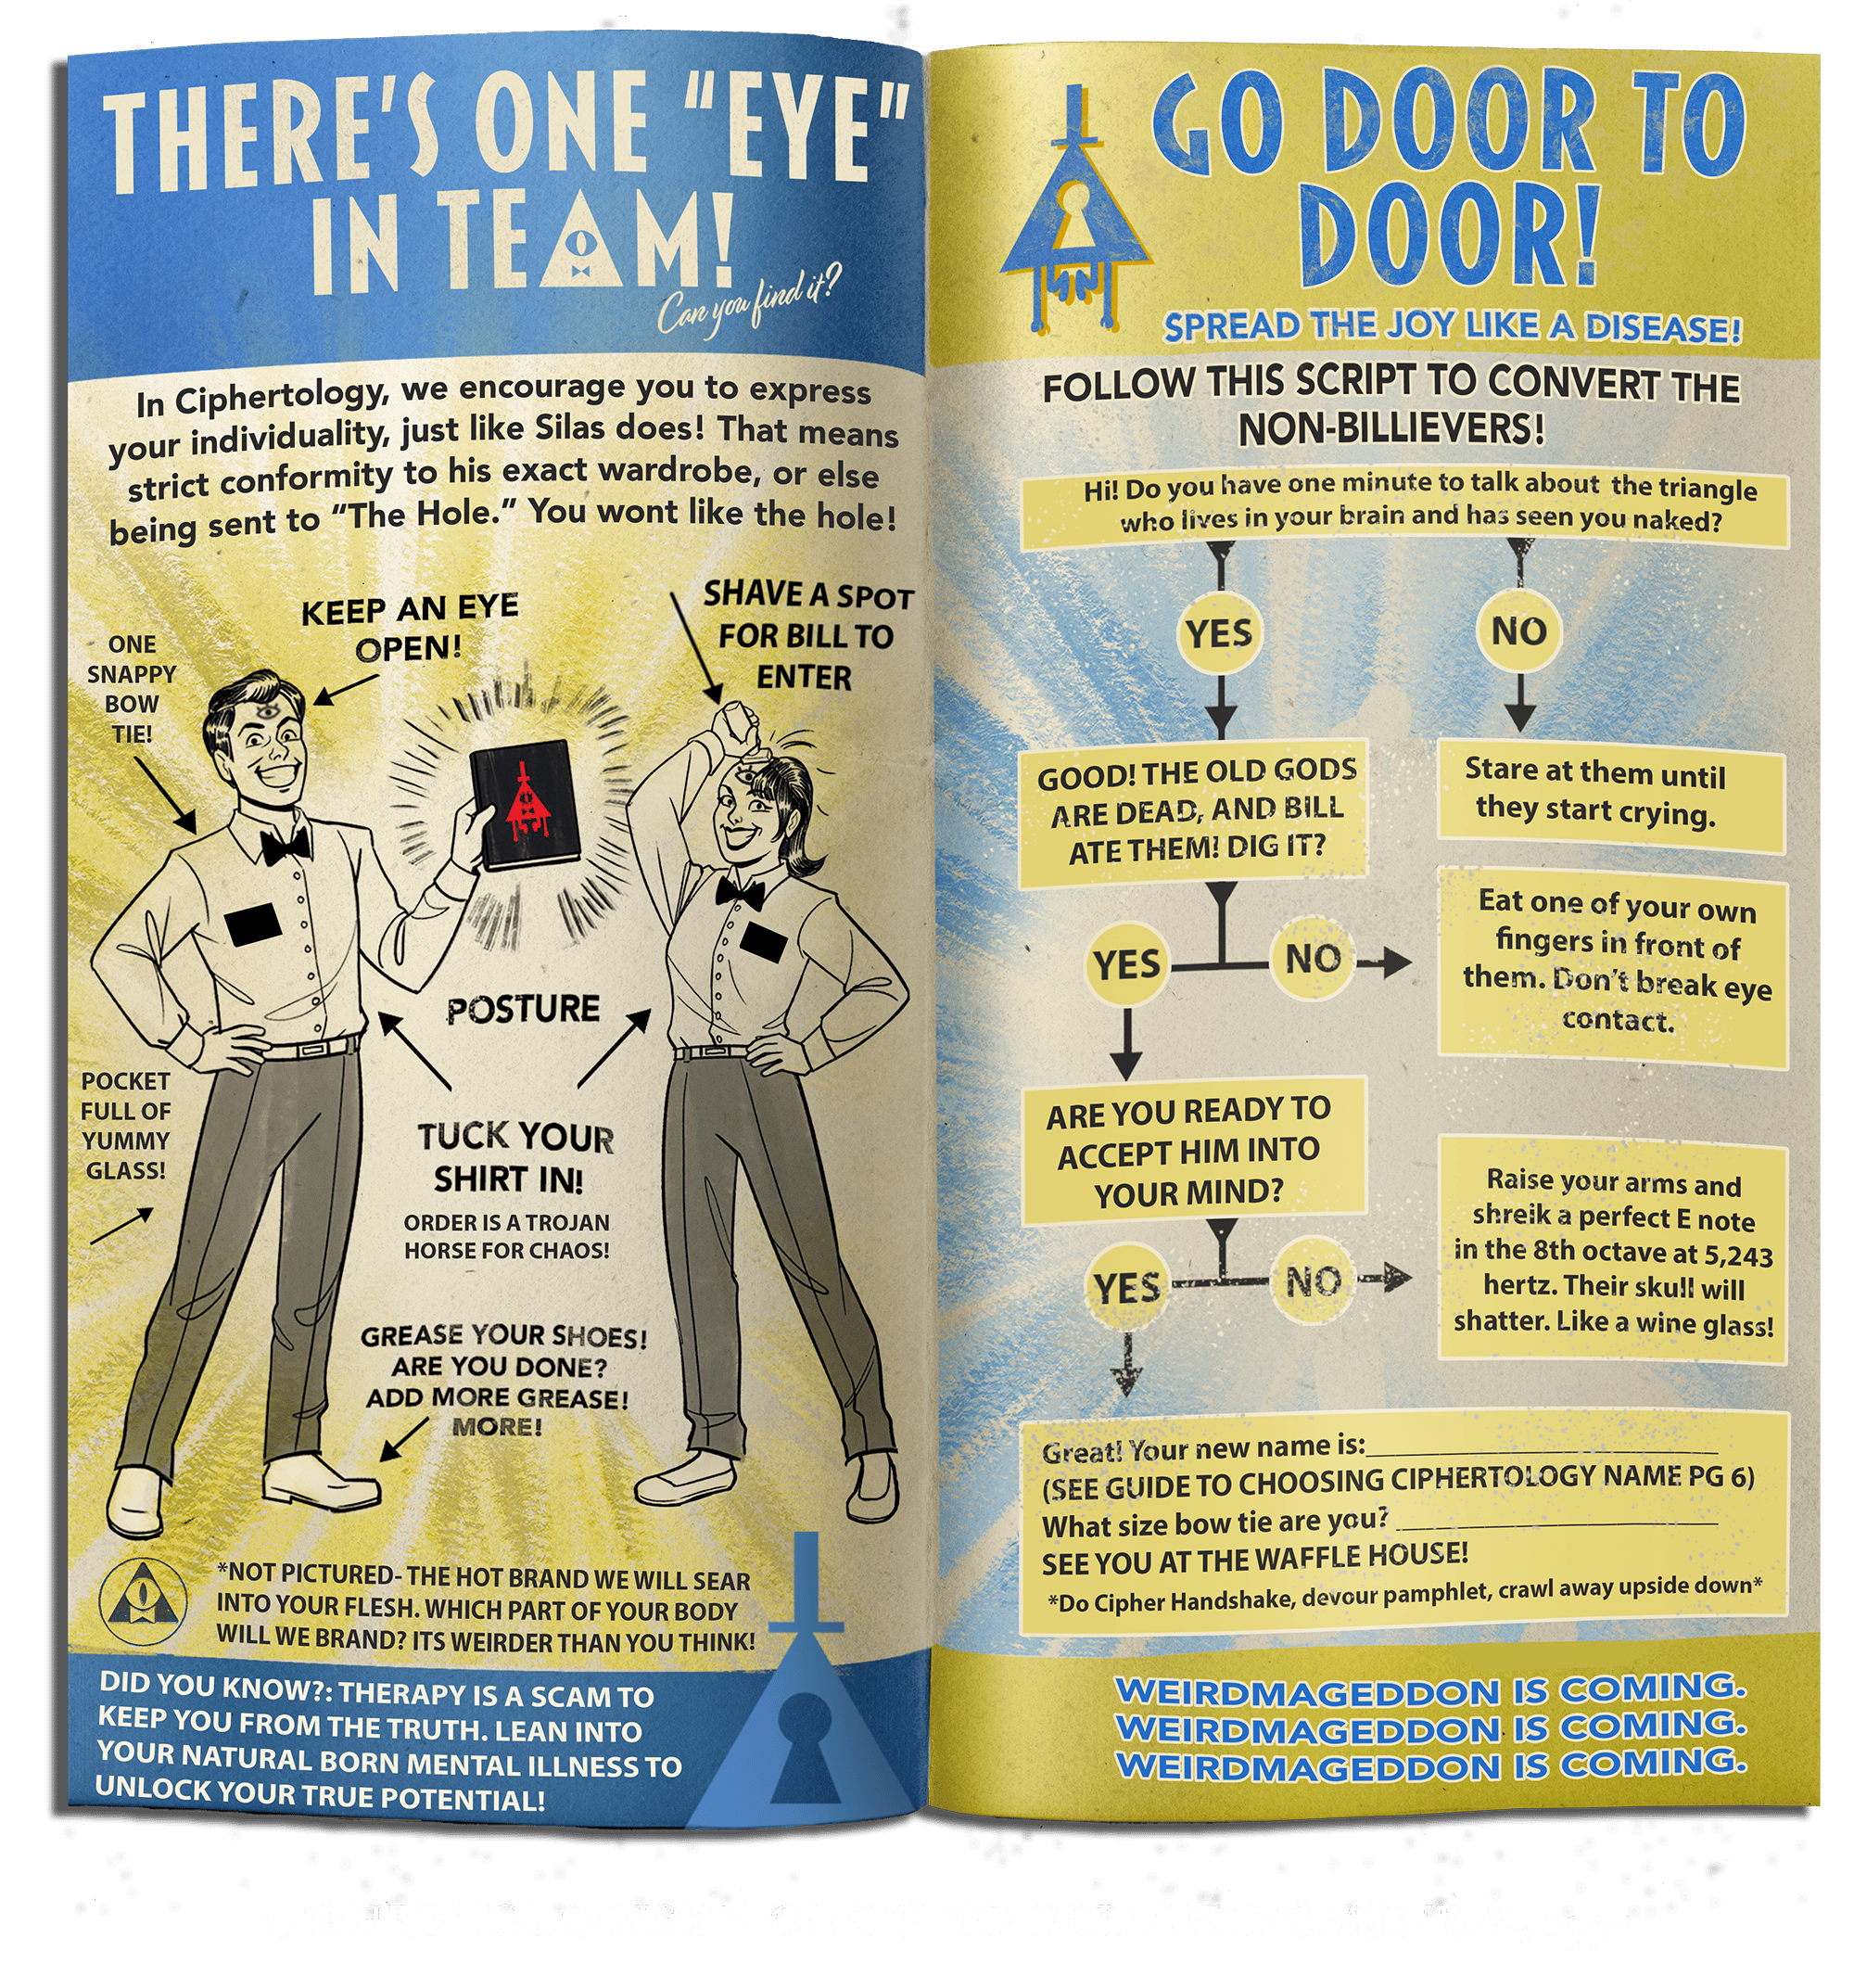 THERE'S ONE "EYE"
IN TEAM!
Can you find it?
In Ciphertology, we encourage you to express
your individuality, just like Silas does! That means
strict conformity to his exact wardrobe, or else
being sent to "The Hole." You wont like the hole!
ONE
SNAPPY
BOW
TIE!
KEEP AN EYE
OPEN!
SHAVE A SPOT
FOR BILL TO
ENTER
POSTURE
POCKET
FULL OF
YUMMY
GLASS!
TUCK YOUR
SHIRT IN!
ORDER IS A TROJAN
HORSE FOR CHAOS!
GREASE YOUR SHOES!
ARE YOU DONE?
ADD MORE GREASE!
MORE!
*NOT PICTURED- THE HOT BRAND WE WILL SEAR
INTO YOUR FLESH. WHICH PART OF YOUR BODY
WILL WE BRAND? ITS WEIRDER THAN YOU THINK!
DID YOU KNOW?: THERAPY IS A SCAM TO
KEEP YOU FROM THE TRUTH. LEAN INTO
YOUR NATURAL BORN MENTAL ILLNESS TO
UNLOCK YOUR TRUE POTENTIAL!
GO DOOR TO
DOOR!
SPREAD THE JOY LIKE A DISEASE!
FOLLOW THIS SCRIPT TO CONVERT THE
NON-BILLIEVERS!
Hi! Do you have one minute to talk about the triangle
who lives in your brain and has seen you naked?
YES
NO
GOOD! THE OLD GODS
ARE DEAD, AND BILL
ATE THEM! DIG IT?
Stare at them until
they start crying.
YES
NO
Eat one of your own
fingers in front of
them. Don't break eye
contact.
ARE YOU READY TO
ACCEPT HIM INTO
YOUR MIND?
YES
NO
Raise your arms and
shreik a perfect E note
in the 8th octave at 5,243
hertz. Their skull will
shatter. Like a wine glass!
Great! Your new name is:
(SEE GUIDE TO CHOOSING CIPHERTOLOGY NAME PG 6)
What size bow tie are you?
SEE YOU AT THE WAFFLE HOUSE!
*Do Cipher Handshake, devour pamphlet, crawl away upside down*
WEIRDMAGEDDON IS COMING.
WEIRDMAGEDDON IS COMING.
WEIRDMAGEDDON IS COMING.